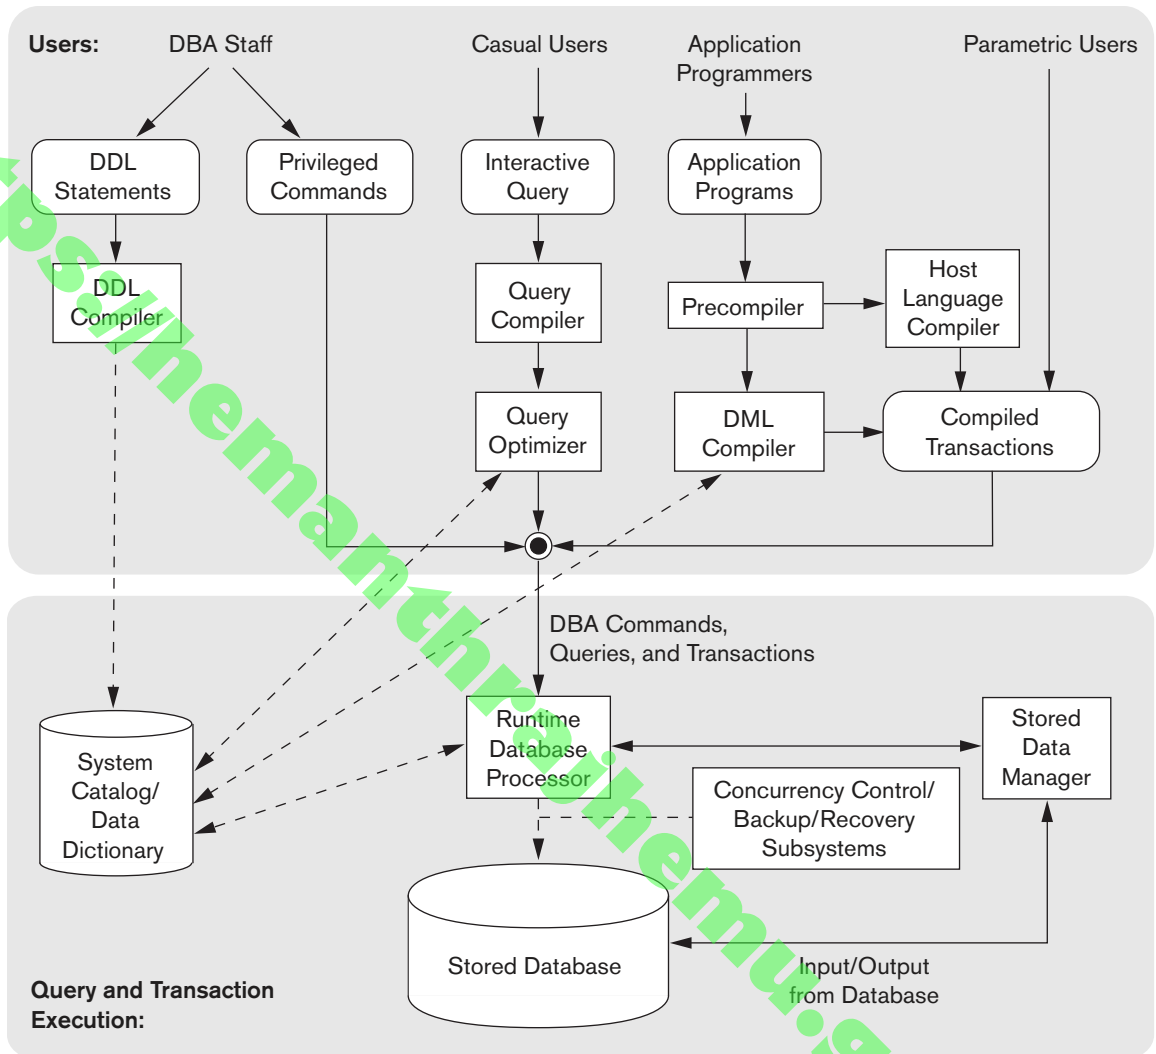 Users:
DBA Staff
Casual Users
Application
Programmers
Parametric Users
DDL
Statements
Privileged
Commands
Interactive
Query
Application
Programs
DDL
Compiler
Query
Compiler
Precompiler
Host
Language
Compiler
Query
Optimizer
DML
Compiler
Compiled
Transactions
DBA Commands,
Queries, and Transactions
System
Catalog/
Data
Dictionary
Runtime
Database
Processor
Stored
Data
Manager
Concurrency Control/
Backup/Recovery
Subsystems
Stored Database
Input/Output
from Database
Query and Transaction
Execution:
tps://hemanthrajhemu.g